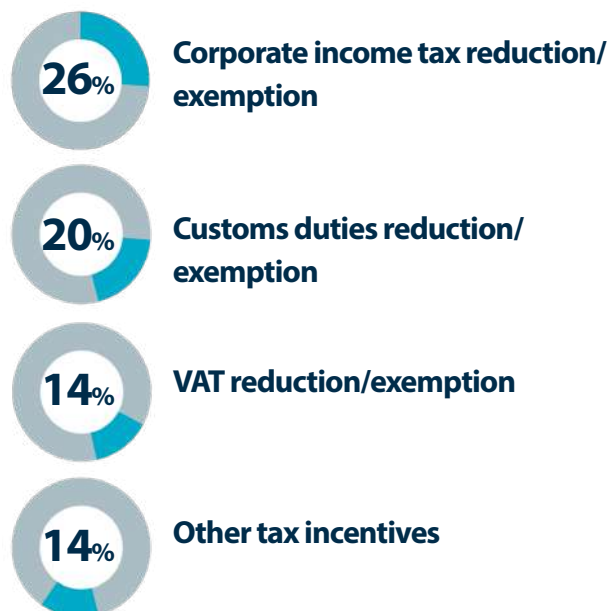 26%
Corporate income tax reduction/
exemption
20%
Customs duties reduction/
exemption
14%
VAT reduction/exemption
14%
Other tax incentives